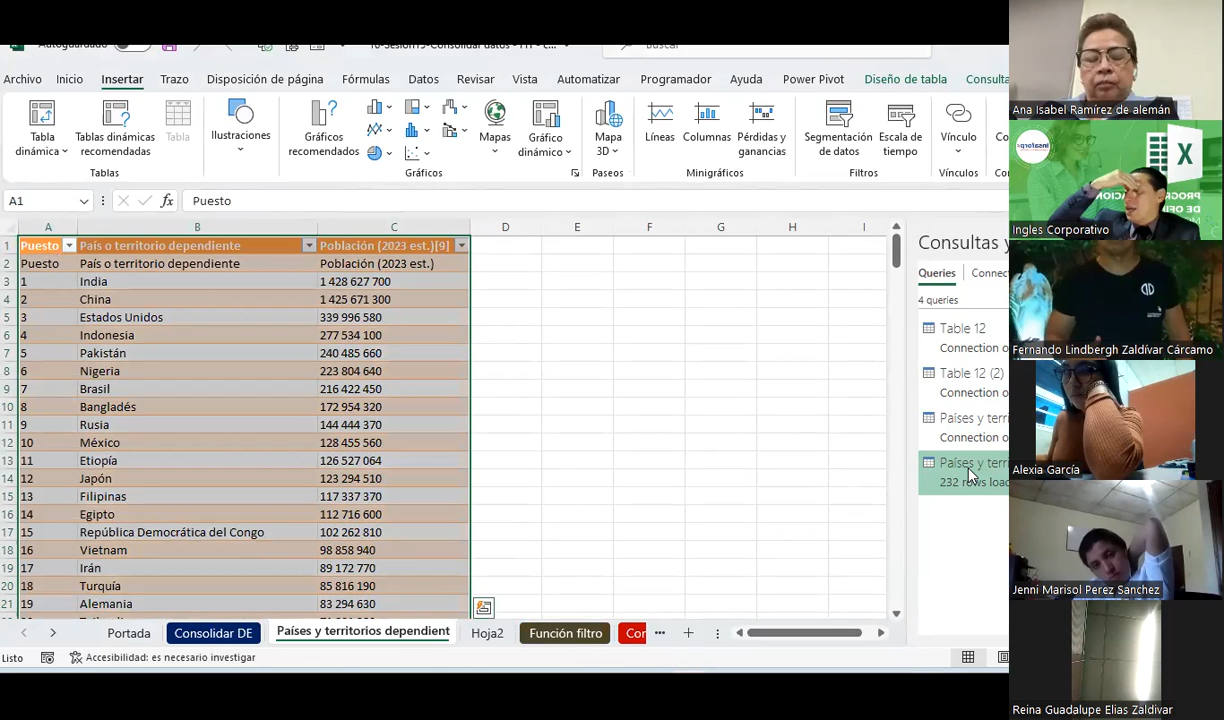 Autoguardado
10-Sesion15-Consolidar datos - FIT - c...
Buscar
Archivo Inicio Insertar Trazo Disposición de página Fórmulas Datos Revisar Vista Automatizar Programador Ayuda Power Pivot Diseño de tabla Consulta
Tabla dinámica
Tablas dinámicas recomendadas
Tabla
Ilustraciones
Gráficos recomendados
Mapas
Gráfico dinámico
Mapa 3D
Líneas
Columnas
Pérdidas y ganancias
Segmentación de datos
Escala de tiempo
Vínculo
Tablas Gráficos Paseos Minigráficos Filtros Vínculos
A1 fx Puesto
A B C D E F G H I
1 Puesto País o territorio dependiente Población (2023 est.)[9]
2 Puesto País o territorio dependiente Población (2023 est.)
3 1 India 1 428 627 700
4 2 China 1 425 671 300
5 3 Estados Unidos 339 996 580
6 4 Indonesia 277 534 100
7 5 Pakistán 240 485 660
8 6 Nigeria 223 804 640
9 7 Brasil 216 422 450
10 8 Bangladés 172 954 320
11 9 Rusia 144 444 370
12 10 México 128 455 560
13 11 Etiopía 126 527 064
14 12 Japón 123 294 510
15 13 Filipinas 117 337 370
16 14 Egipto 112 716 600
17 15 República Democrática del Congo 102 262 810
18 16 Vietnam 98 858 940
19 17 Irán 89 172 770
20 18 Turquía 85 816 190
21 19 Alemania 83 294 630
Consultas y
Queries Connec
4 queries
Table 12
Connection o
Table 12 (2)
Connection o
Países y terri
Connection o
Países y terri
232 rows load
Portada Consolidar DE Países y territorios dependient Hoja2 Función filtro Cor
Listo Accesibilidad: es necesario investigar
Ana Isabel Ramírez de alemán
insaforp
X
Ingles Corporativo
Fernando Lindbergh Zaldívar Cárcamo
Alexia García
Jenni Marisol Perez Sanchez
Reina Guadalupe Elias Zaldivar